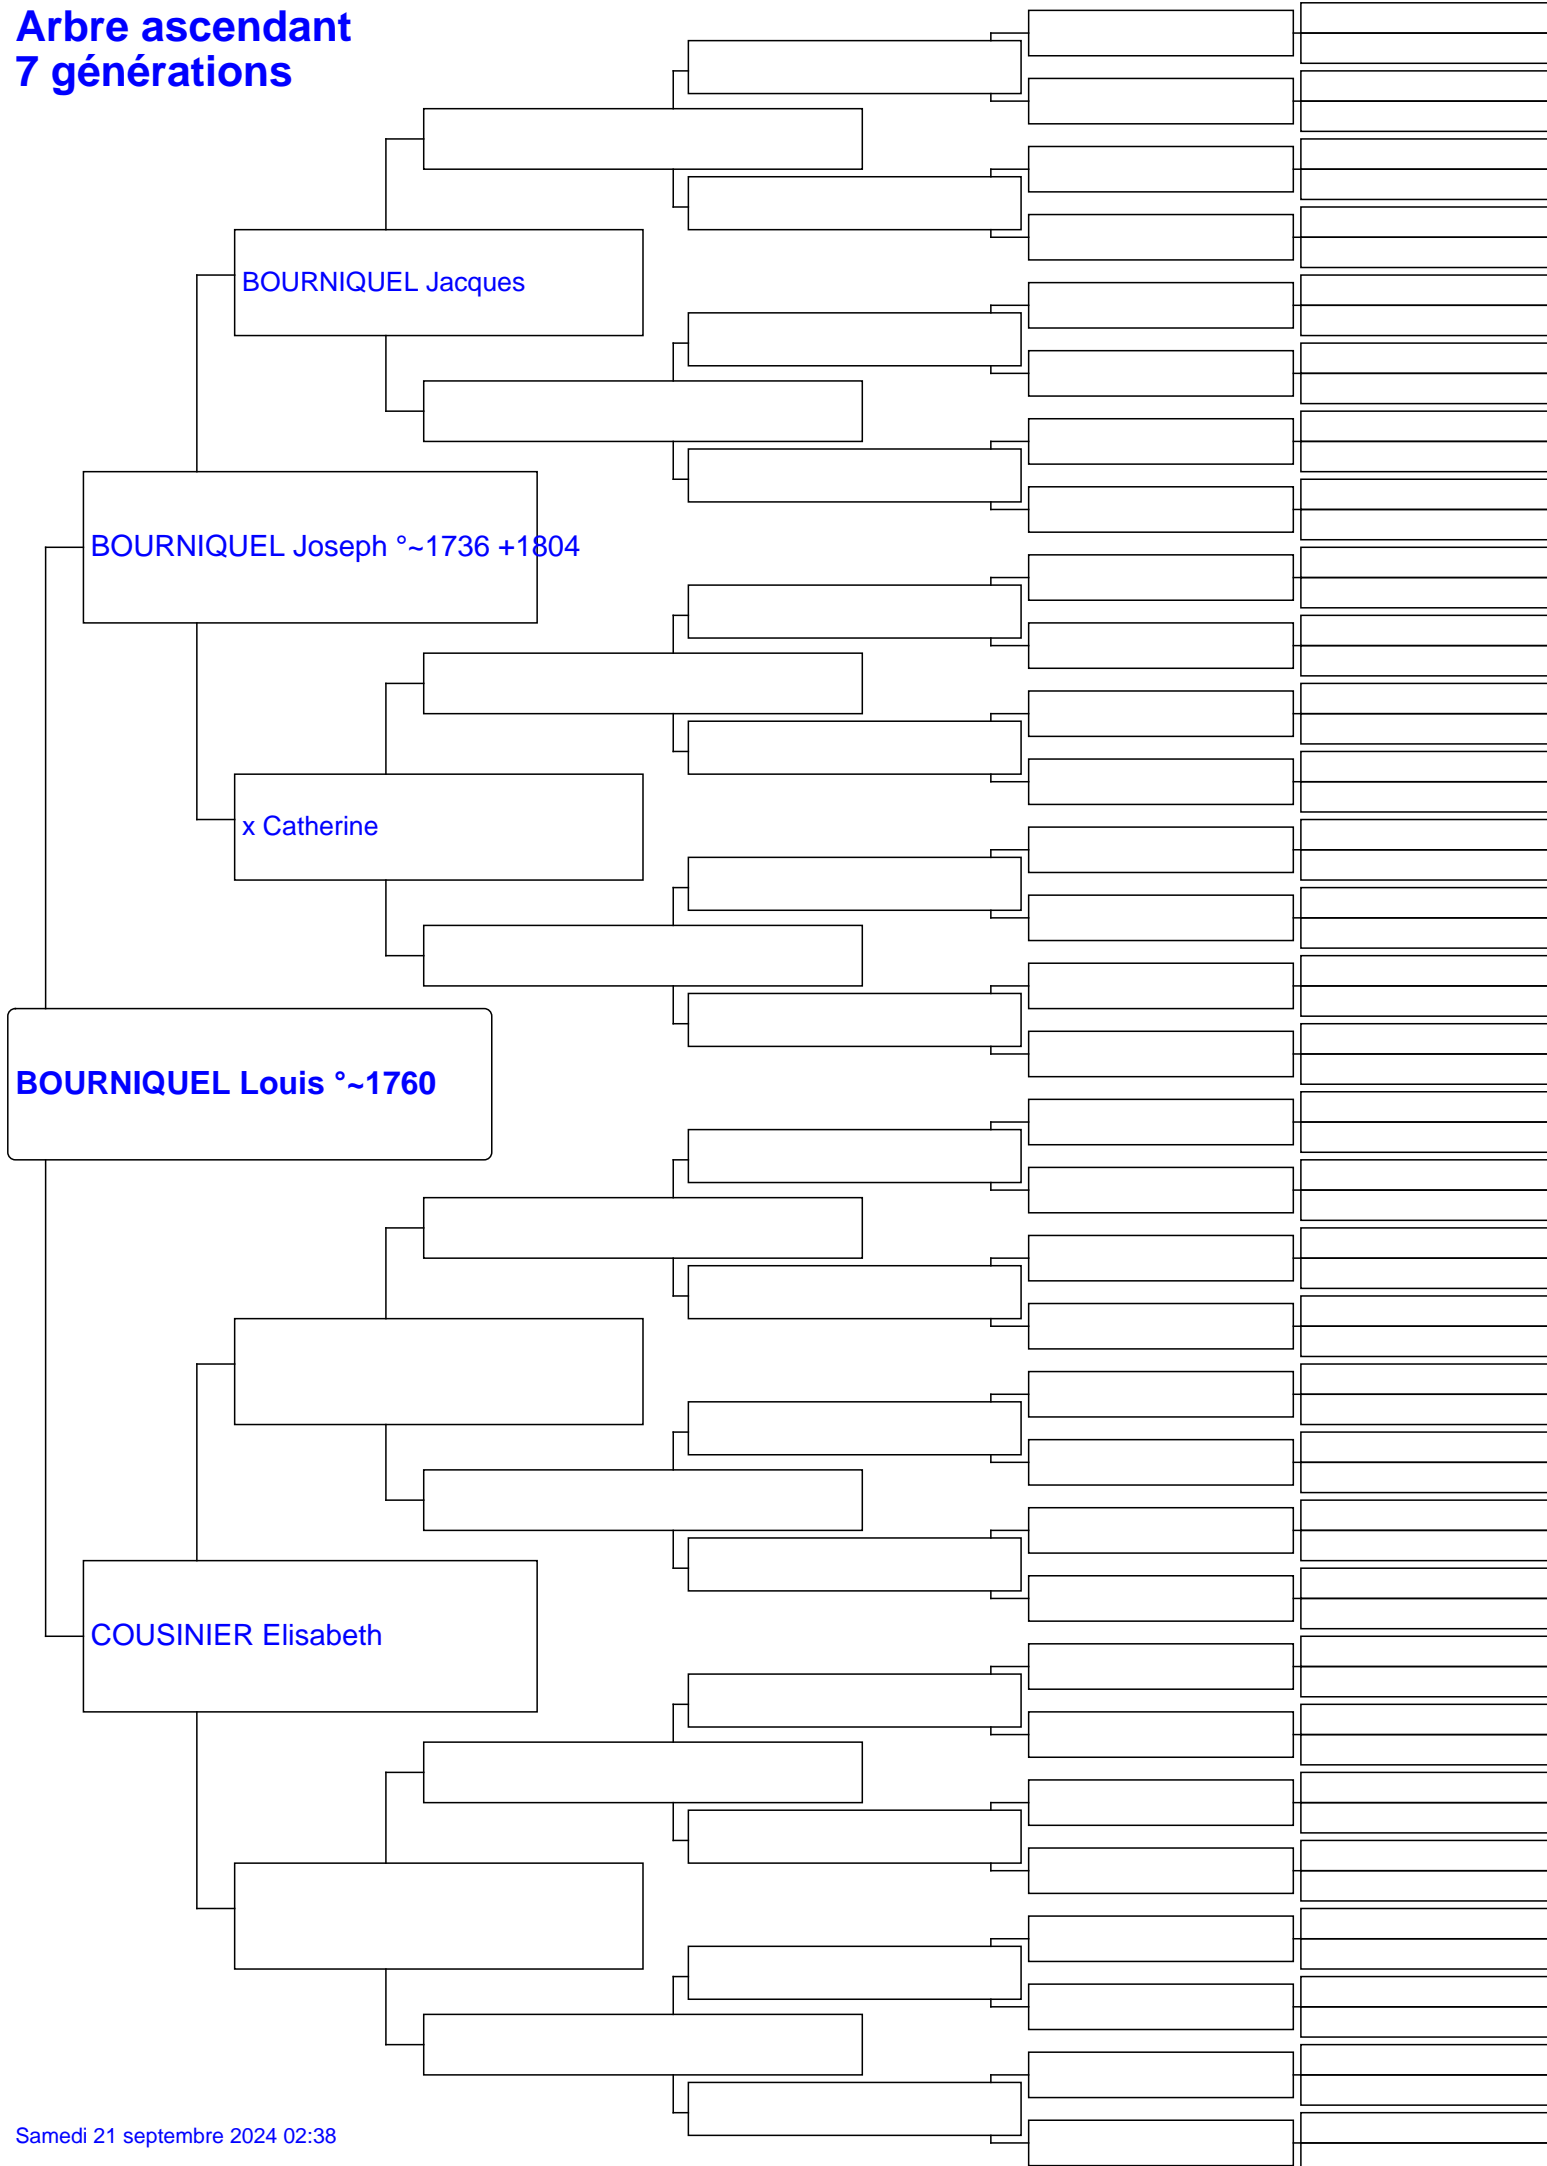 Arbre ascendant
7 générations
BOURNIQUEL Jacques
BOURNIQUEL Joseph °~1736 +1804
x Catherine
BOURNIQUEL Louis °~1760
COUSINIER Elisabeth
Samedi 21 septembre 2024 02:38